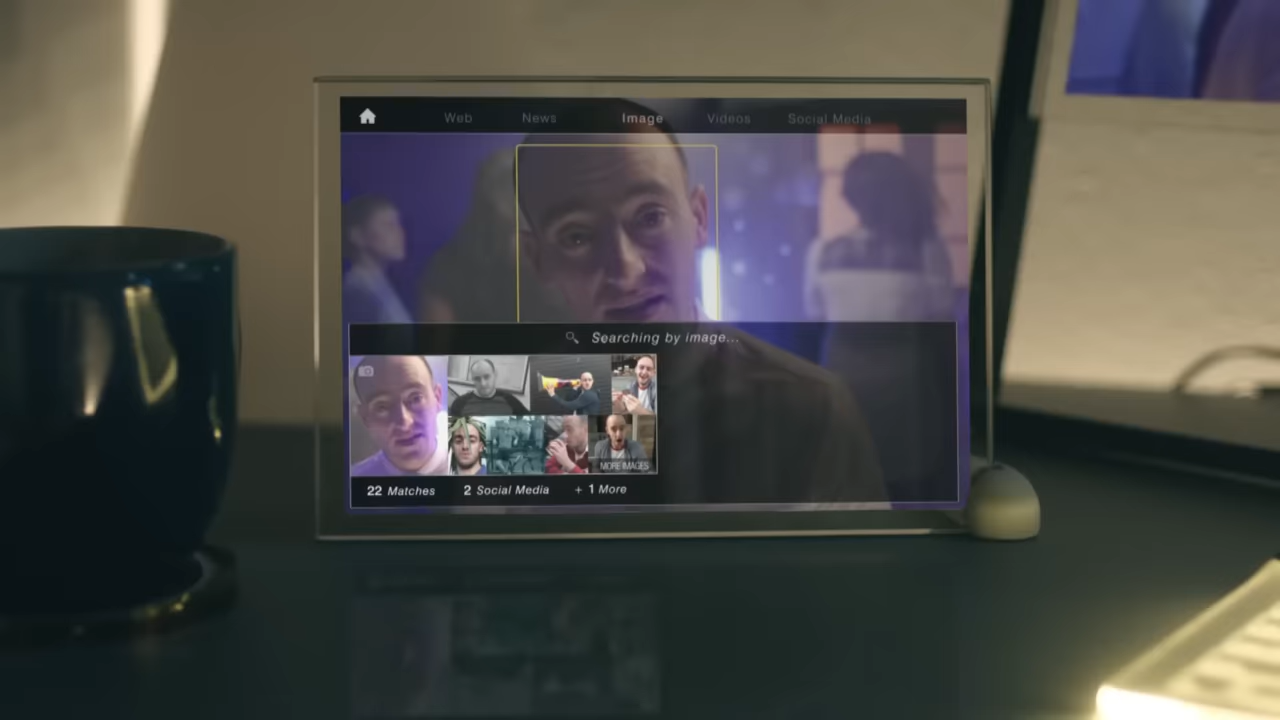 Web News Image Videos Social Media
Searching by image...
MORE IMAGES
22 Matches 2 Social Media + 1 More